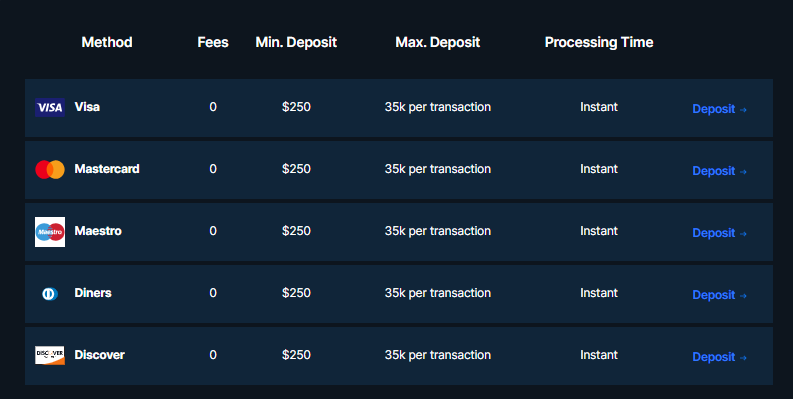 Method Fees Min. Deposit Max. Deposit Processing Time
VISA Visa 0 $250 35k per transaction Instant Deposit →
Mastercard 0 $250 35k per transaction Instant Deposit →
Maestro Maestro 0 $250 35k per transaction Instant Deposit →
Diners 0 $250 35k per transaction Instant Deposit →
DISCOVER Discover 0 $250 35k per transaction Instant Deposit →